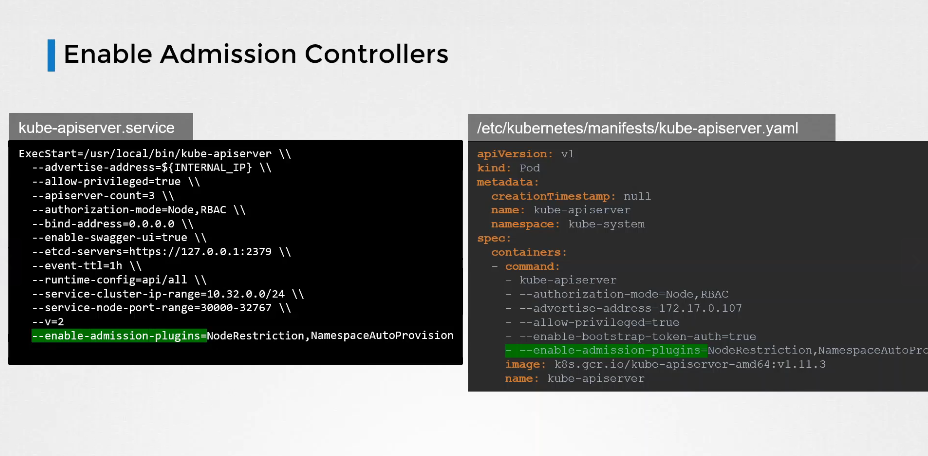 Enable Admission Controllers
kube-apiserver.service
ExecStart=/usr/local/bin/kube-apiserver \\
--advertise-address=${INTERNAL_IP} \\
--allow-privileged=true \\
--apiserver-count=3 \\
--authorization-mode=Node,RBAC \\
--bind-address=0.0.0.0 \\
--enable-swagger-ui=true \\
--etcd-servers=https://127.0.0.1:2379 \\
--event-ttl=1h \\
--runtime-config=api/all \\
--service-cluster-ip-range=10.32.0.0/24 \\
--service-node-port-range=30000-32767 \\
--v=2
--enable-admission-plugins=NodeRestriction,NamespaceAutoProvision
/etc/kubernetes/manifests/kube-apiserver.yaml
apiVersion: v1
kind: Pod
metadata:
creationTimestamp: null
name: kube-apiserver
namespace: kube-system
spec:
containers:
- command:
- kube-apiserver
- --authorization-mode=Node,RBAC
- --advertise-address=172.17.0.107
- --allow-privileged=true
- --enable-bootstrap-token-auth=true
- --enable-admission-plugins=NodeRestriction,NamespaceAutoPro
image: k8s.gcr.io/kube-apiserver-amd64:v1.11.3
name: kube-apiserver